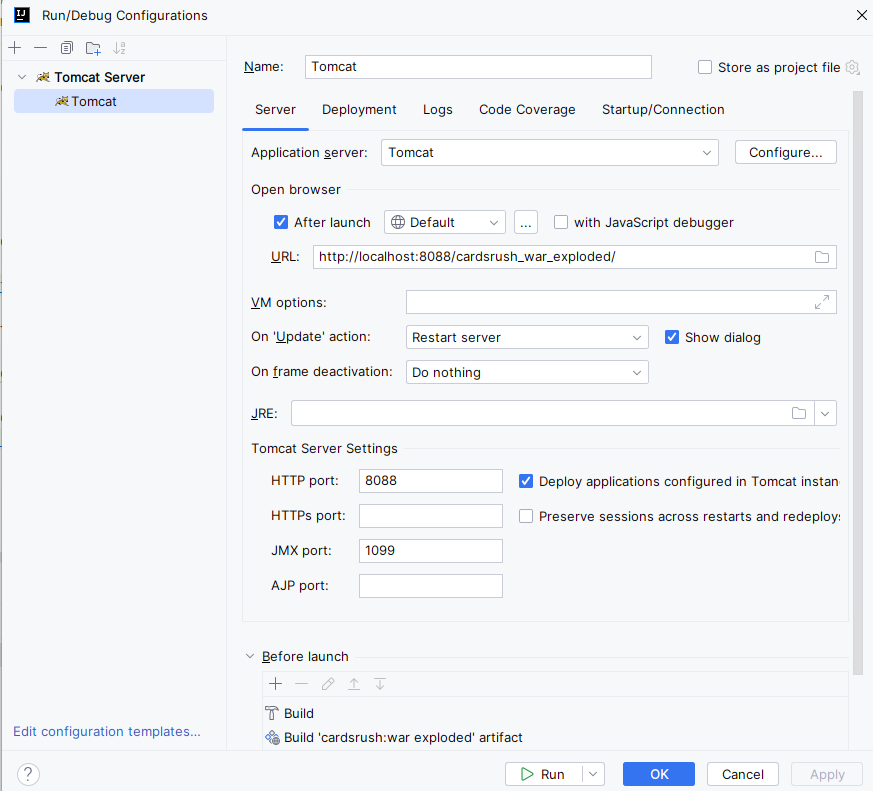 Run/Debug Configurations
Name: Tomcat Store as project file
Tomcat Server
Tomcat
Server Deployment Logs Code Coverage Startup/Connection
Application server: Tomcat Configure...
Open browser
After launch Default ... with JavaScript debugger
URL: http://localhost:8088/cardsrush_war_exploded/
VM options:
On 'Update' action: Restart server Show dialog
On frame deactivation: Do nothing
JRE:
Tomcat Server Settings
HTTP port: 8088 Deploy applications configured in Tomcat instan
HTTPs port: Preserve sessions across restarts and redeploys
JMX port: 1099
AJP port:
Before launch
Build
Build 'cardsrush:war exploded' artifact
Edit configuration templates...
? Run OK Cancel Apply